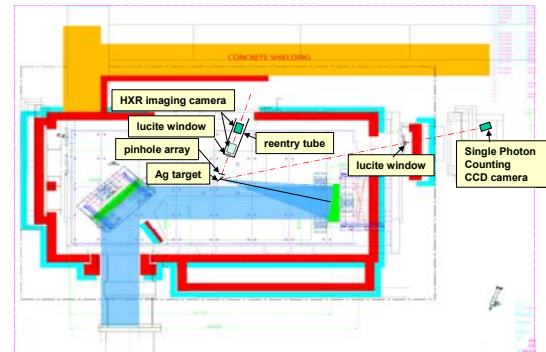 CONCRETE SHIELDING
HXR imaging camera
lucite window
reentry tube
pinhole array
lucite window
Ag target
Single Photon
Counting
CCD camera